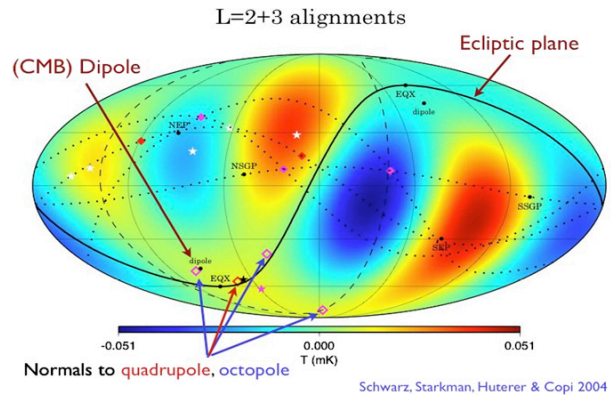 L=2+3 alignments
Ecliptic plane
(CMB) Dipole
EQX
dipole
NEP
NSGP
SSGP
SEP
dipole
EQX
-0.051 0.000 0.051
T (mK)
Normals to quadrupole, octopole
Schwarz, Starkman, Huterer & Copi 2004